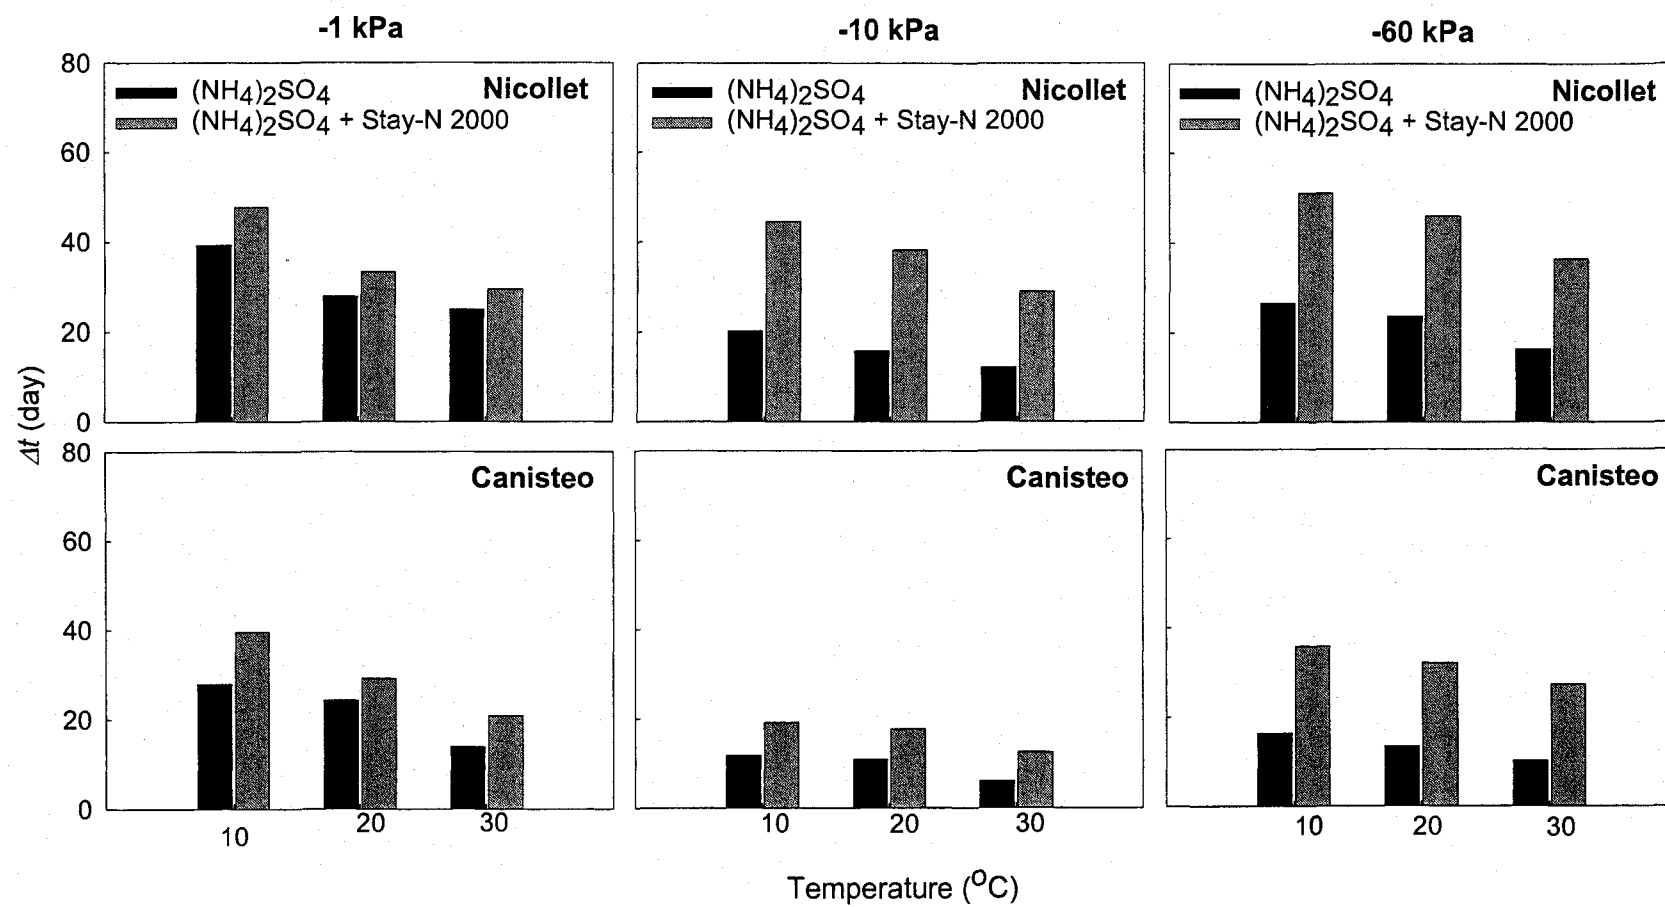 -1 kPa
-10 kPa
-60 kPa
80
60
40
20
0
(NH4)2SO4
Nicollet
(NH4)2SO4 + Stay-N 2000
(NH4)2SO4
Nicollet
(NH4)2SO4 + Stay-N 2000
(NH4)2SO4
Nicollet
(NH4)2SO4 + Stay-N 2000
Δt (day)
80
60
40
20
0
Canisteo
Canisteo
Canisteo
10
20
30
10
20
30
10
20
30
Temperature (°C)